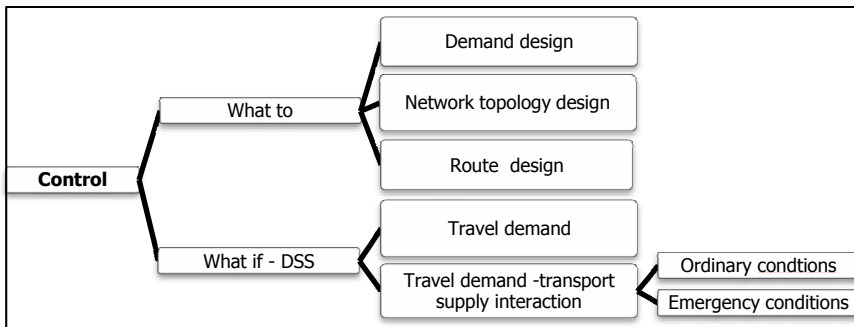 Control
What to
Demand design
Network topology design
Route design
What if - DSS
Travel demand
Travel demand -transport
supply interaction
Ordinary condtions
Emergency conditions